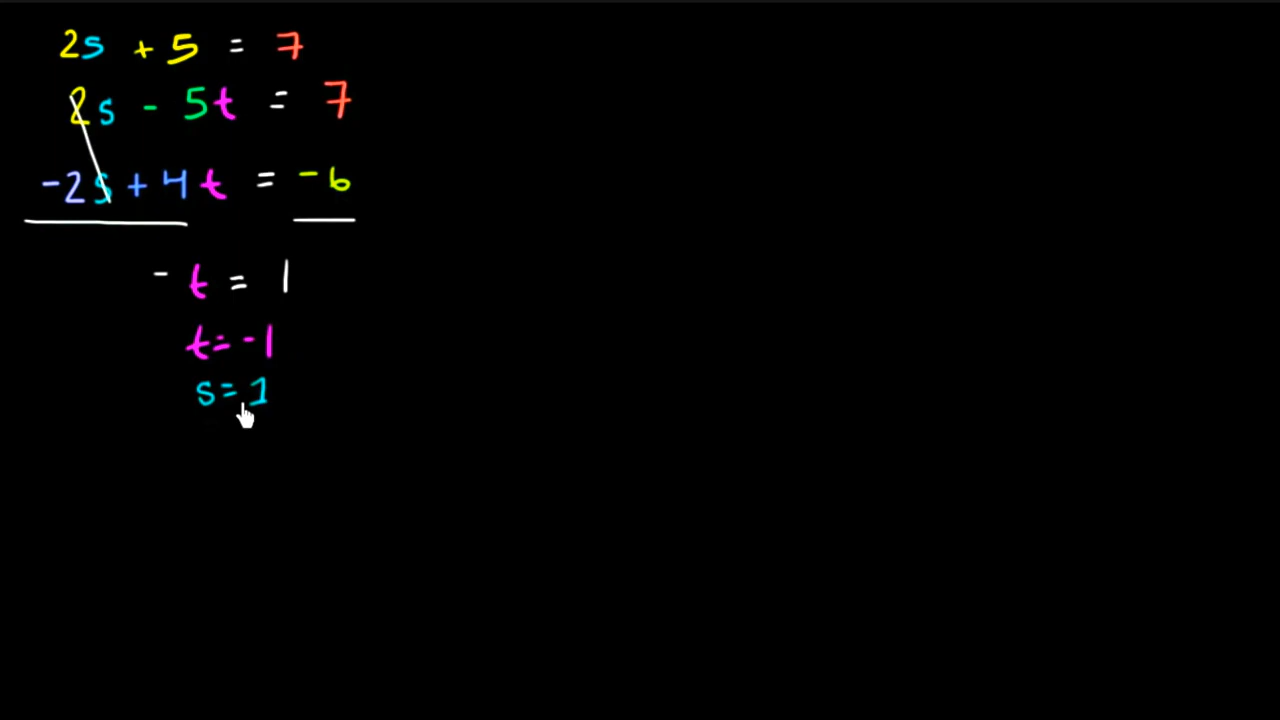 2s + 5 = 7
2s - 5t = 7
-2s + 4t = -6
- t = 1
t = -1
s = 1